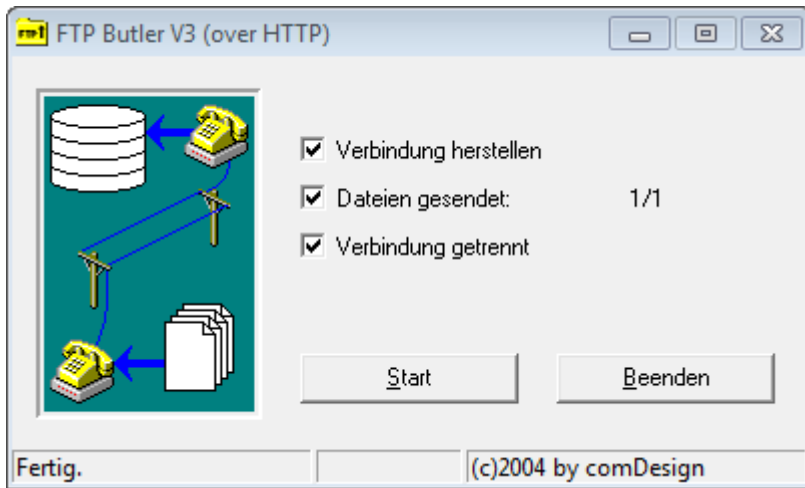 FTP Butler V3 (over HTTP)
Verbindung herstellen
Dateien gesendet: 1/1
Verbindung getrennt
Start Beenden
Fertig. (c)2004 by comDesign